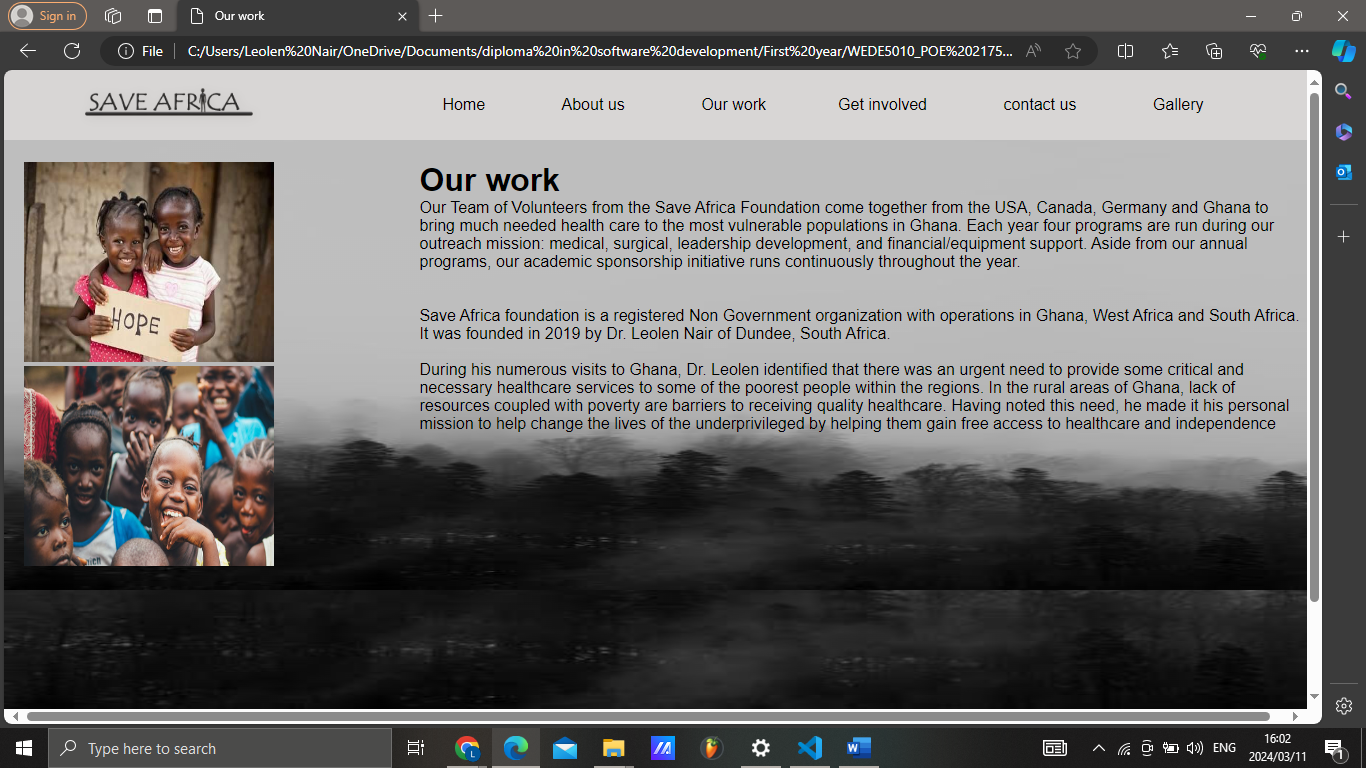 Sign in
Our work
File
C:/Users/Leolen%20Nair/OneDrive/Documents/diploma%20in%20software%20development/First%20year/WEDE5010_POE%202175...
SAVE AFRICA
Home
About us
Our work
Get involved
contact us
Gallery
HOPE
Our work
Our Team of Volunteers from the Save Africa Foundation come together from the USA, Canada, Germany and Ghana to
bring much needed health care to the most vulnerable populations in Ghana. Each year four programs are run during our
outreach mission: medical, surgical, leadership development, and financial/equipment support. Aside from our annual
programs, our academic sponsorship initiative runs continuously throughout the year.
Save Africa foundation is a registered Non Government organization with operations in Ghana, West Africa and South Africa.
It was founded in 2019 by Dr. Leolen Nair of Dundee, South Africa.
During his numerous visits to Ghana, Dr. Leolen identified that there was an urgent need to provide some critical and
necessary healthcare services to some of the poorest people within the regions. In the rural areas of Ghana, lack of
resources coupled with poverty are barriers to receiving quality healthcare. Having noted this need, he made it his personal
mission to help change the lives of the underprivileged by helping them gain free access to healthcare and independence
Type here to search
ENG
16:02
2024/03/11
1